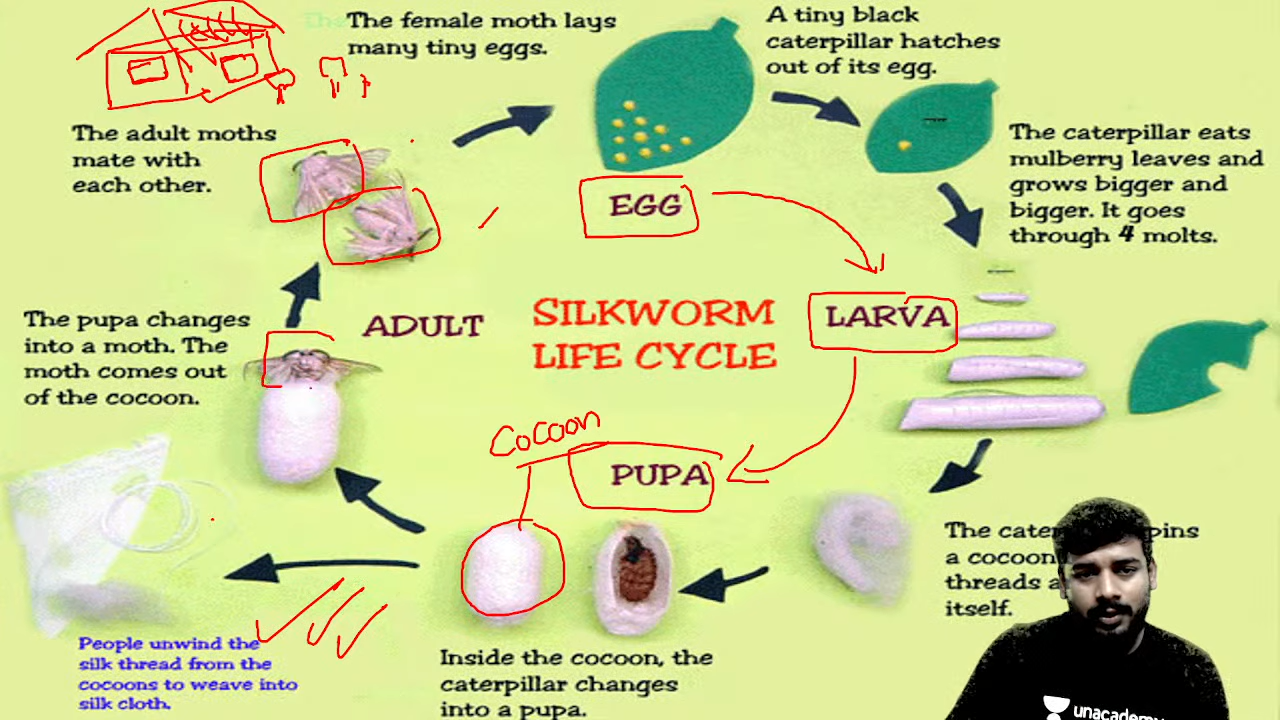 The female moth lays
many tiny eggs.
A tiny black
caterpillar hatches
out of its egg.
The adult moths
mate with
each other.
The caterpillar eats
mulberry leaves and
grows bigger and
bigger. It goes
through 4 molts.
EGG
The pupa changes
into a moth. The
moth comes out
of the cocoon.
ADULT
SILKWORM
LIFE CYCLE
LARVA
Cocoon
PUPA
The pins
a cocoon
threads
itself.
People unwind the
silk thread from the
cocoons to weave into
silk cloth.
Inside the cocoon, the
caterpillar changes
into a pupa.
unacademy